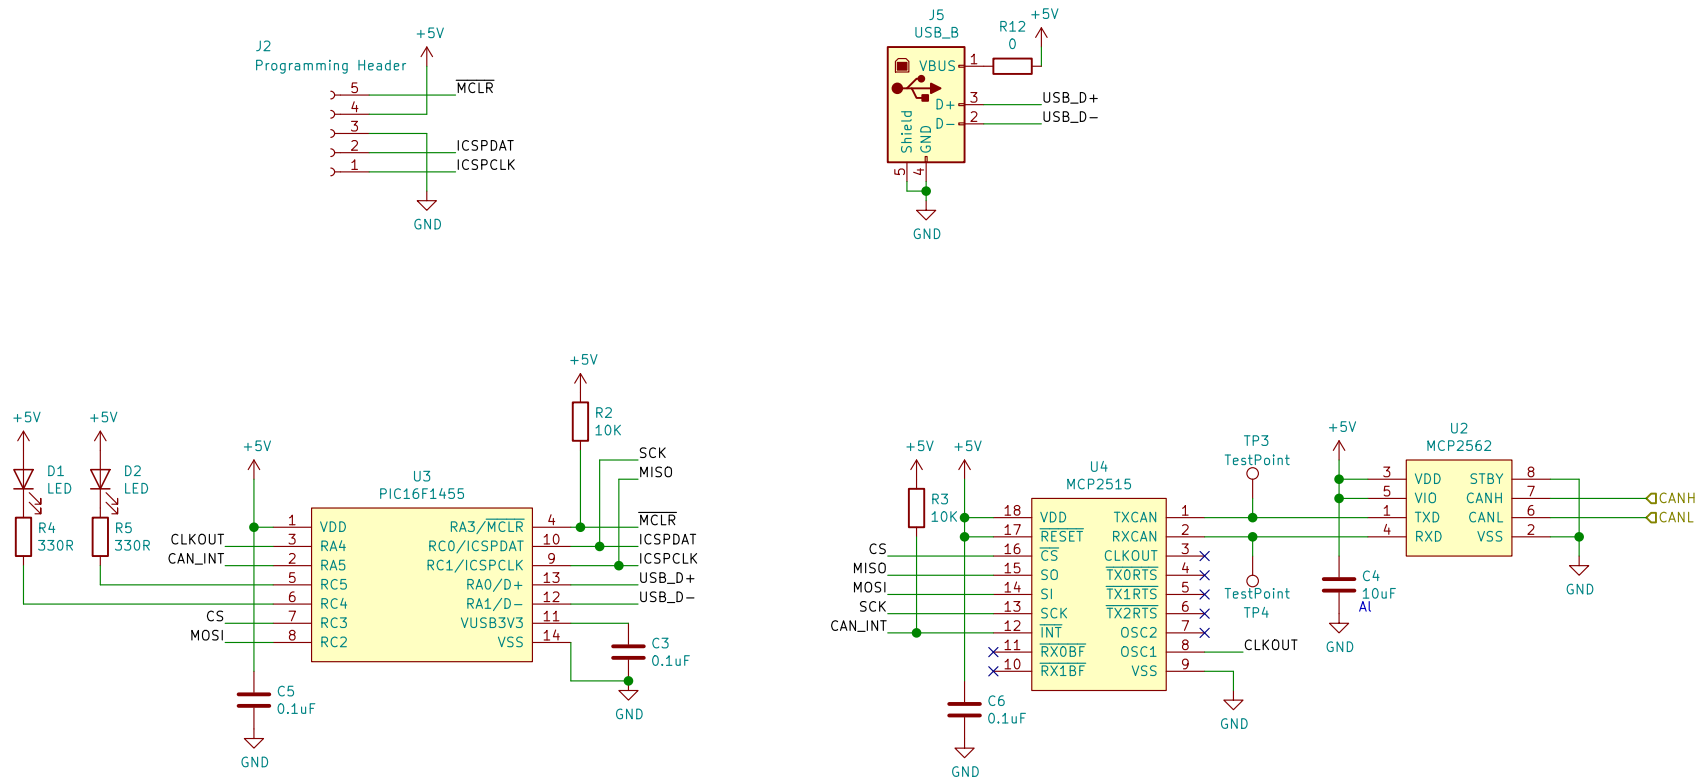 J2
Programming Header
+5V
5
MCLR
4
3
2
ICSPDAT
1
ICSPCLK
GND
J5
USB_B
R12
0
+5V
VBUS
1
D+
3
USB_D+
D-
2
USB_D-
Shield
GND
5
4
GND
+5V
D1
LED
R4
330R
+5V
D2
LED
R5
330R
+5V
U3
PIC16F1455
+5V
R2
10K
SCK
MISO
1
VDD
CLKOUT
3
RA4
CAN_INT
2
RA5
5
RC5
6
RC4
CS
7
RC3
MOSI
8
RC2
RA3/MCLR
4
MCLR
RC0/ICSPDAT
10
ICSPDAT
RC1/ICSPCLK
9
ICSPCLK
RA0/D+
13
USB_D+
RA1/D-
12
USB_D-
VUSB3V3
11
VSS
14
C3
0.1uF
GND
C5
0.1uF
GND
+5V
R3
10K
+5V
U4
MCP2515
18
VDD
17
RESET
CS
16
CS
MISO
15
SO
MOSI
14
SI
SCK
13
SCK
CAN_INT
12
INT
11
RX0BF
10
RX1BF
TXCAN
1
RXCAN
2
CLKOUT
3
TX0RTS
4
TX1RTS
5
TX2RTS
6
OSC2
7
OSC1
8
CLKOUT
VSS
9
GND
C6
0.1uF
GND
TP3
TestPoint
TestPoint
TP4
+5V
U2
MCP2562
3
VDD
5
VIO
1
TXD
4
RXD
STBY
8
CANH
7
CANH
CANL
6
CANL
VSS
2
GND
C4
10uF
Al
GND